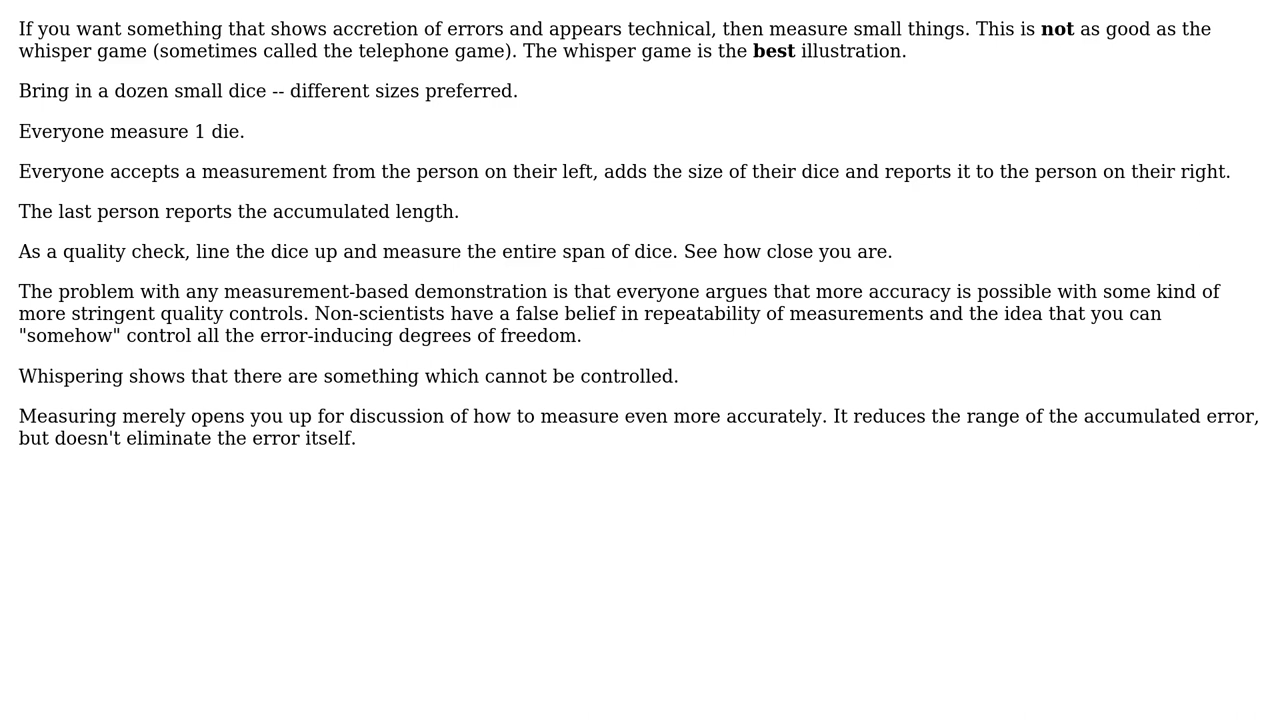 If you want something that shows accretion of errors and appears technical, then measure small things. This is not as good as the
whisper game (sometimes called the telephone game). The whisper game is the best illustration.
Bring in a dozen small dice -- different sizes preferred.
Everyone measure 1 die.
Everyone accepts a measurement from the person on their left, adds the size of their dice and reports it to the person on their right.
The last person reports the accumulated length.
As a quality check, line the dice up and measure the entire span of dice. See how close you are.
The problem with any measurement-based demonstration is that everyone argues that more accuracy is possible with some kind of
more stringent quality controls. Non-scientists have a false belief in repeatability of measurements and the idea that you can
"somehow" control all the error-inducing degrees of freedom.
Whispering shows that there are something which cannot be controlled.
Measuring merely opens you up for discussion of how to measure even more accurately. It reduces the range of the accumulated error,
but doesn't eliminate the error itself.